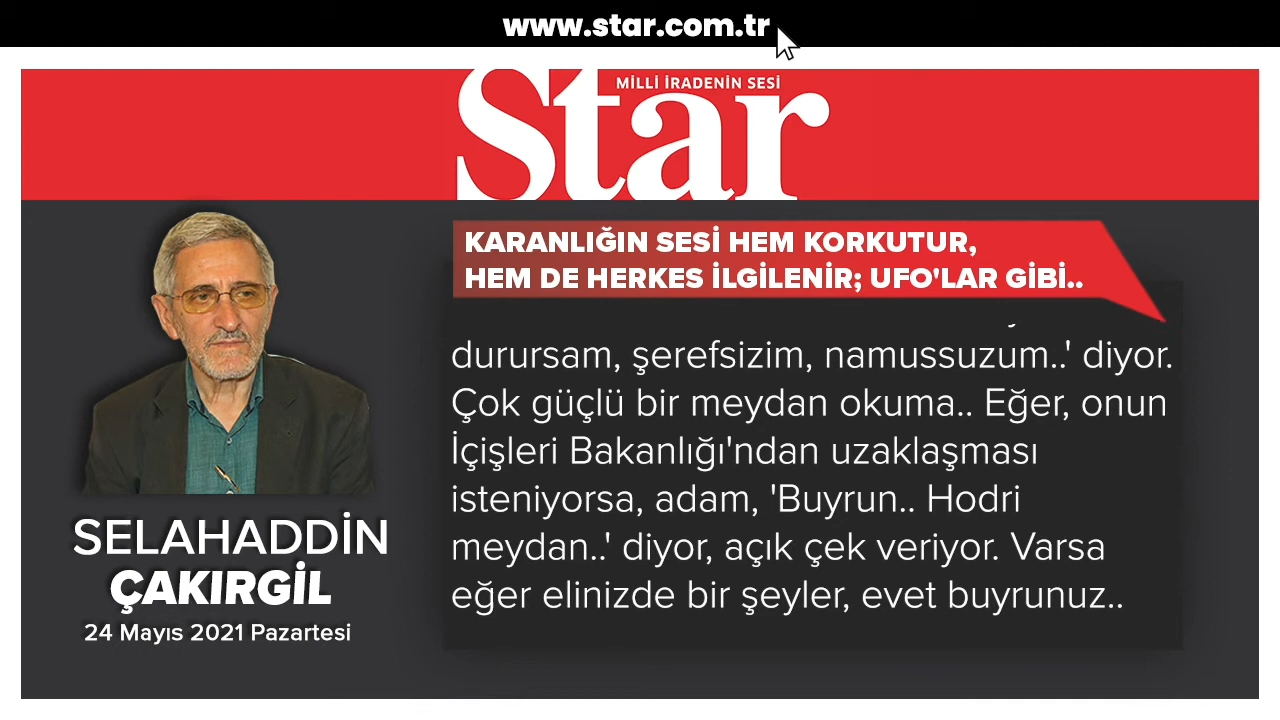 www.star.com.tr
MİLLİ İRADENİN SESİ
Star
KARANLIĞIN SESİ HEM KORKUTUR,
HEM DE HERKES İLGİLENİR; UFO'LAR GİBİ..
durursam, şerefsizim, namussuzum..' diyor.
Çok güçlü bir meydan okuma.. Eğer, onun
İçişleri Bakanlığı'ndan uzaklaşması
isteniyorsa, adam, 'Buyrun.. Hodri
meydan..' diyor, açık çek veriyor. Varsa
eğer elinizde bir şeyler, evet buyrunuz..
SELAHADDİN
ÇAKIRGİL
24 Mayıs 2021 Pazartesi